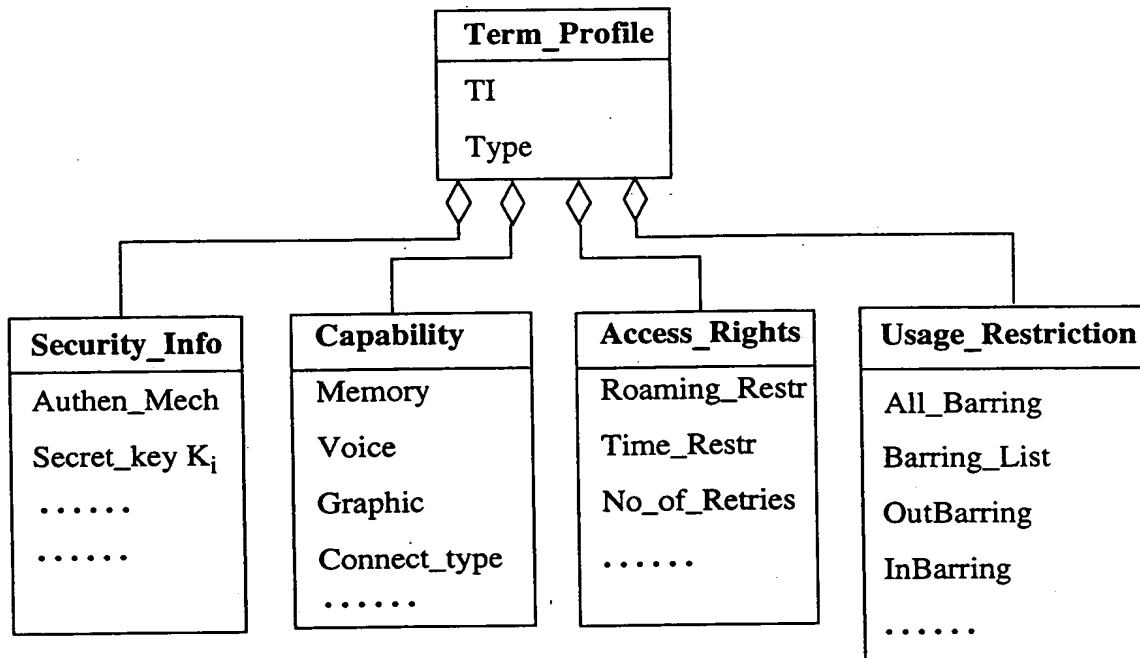 Term_Profile
TI
Type
Security_Info
Authen_Mech
Secret_key Ki
......
......
Capability
Memory
Voice
Graphic
Connect_type
......
Access_Rights
Roaming_Restr
Time_Restr
No_of_Retries
......
Usage_Restriction
All_Barring
Barring_List
OutBarring
InBarring
......